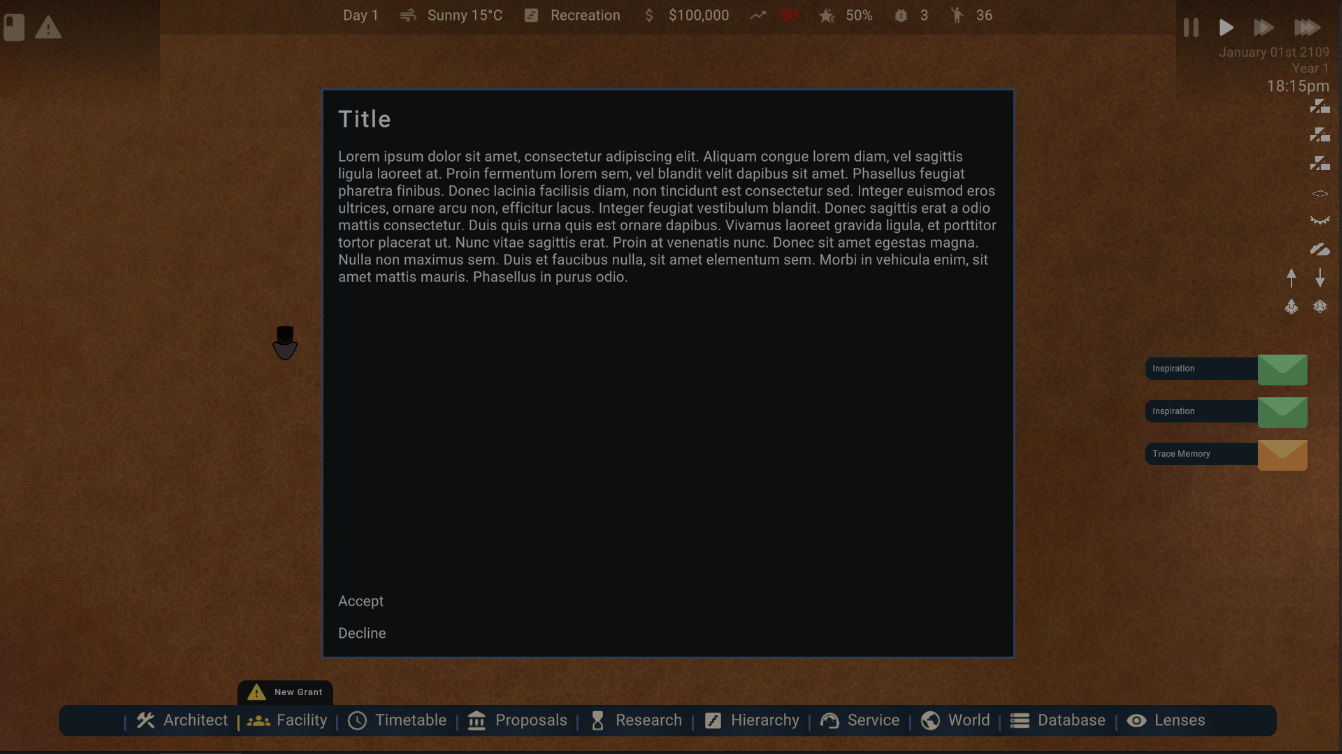 Day 1 Sunny 15°C Recreation $ $100,000 $0 50% 3 36
January 01st 2109
Year 1
18:15pm
Title
Lorem ipsum dolor sit amet, consectetur adipiscing elit. Aliquam congue lorem diam, vel sagittis
ligula laoreet at. Proin fermentum lorem sem, vel blandit velit dapibus sit amet. Phasellus feugiat
pharetra finibus. Donec lacinia facilisis diam, non tincidunt est consectetur sed. Integer euismod eros
ultrices, ornare arcu non, efficitur lacus. Integer feugiat vestibulum blandit. Donec sagittis erat a odio
mattis consectetur. Duis quis urna quis est ornare dapibus. Vivamus laoreet gravida ligula, et porttitor
tortor placerat ut. Nunc vitae sagittis erat. Proin at venenatis nunc. Donec sit amet egestas magna.
Nulla non maximus sem. Duis et faucibus nulla, sit amet elementum sem. Morbi in vehicula enim, sit
amet mattis mauris. Phasellus in purus odio.
Inspiration
Inspiration
Trace Memory
Accept
Decline
New Grant
Architect Facility Timetable Proposals Research Hierarchy Service World Database Lenses